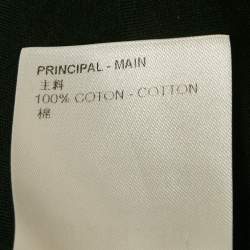 PRINCIPAL - MAIN
主料
100% COTON - COTTON
棉